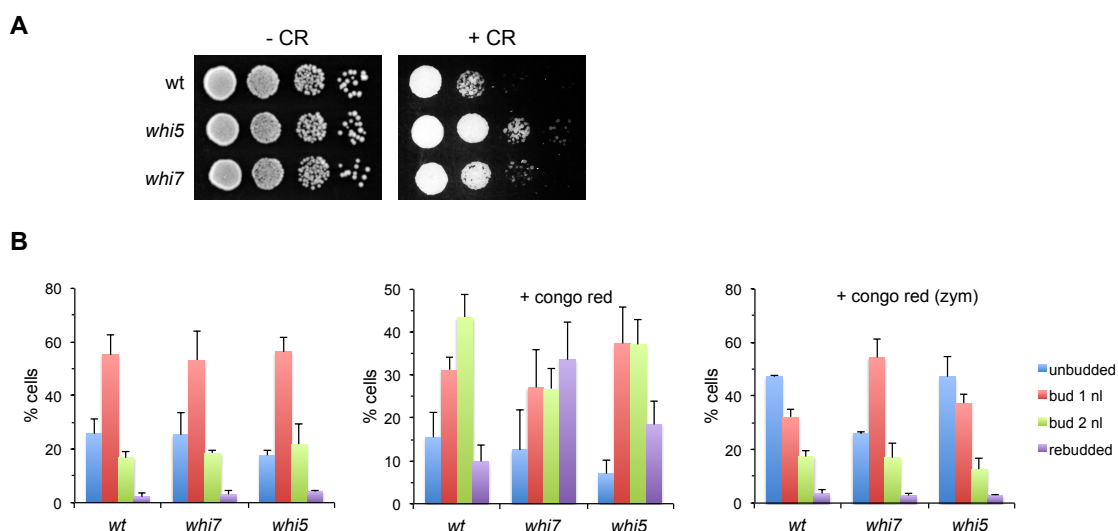 A
- CR + CR
wt
whi5
whi7
B
80
60
40
20
0
% cells
wt whi7 whi5
+ congo red
50
40
30
20
10
0
% cells
wt whi7 whi5
+ congo red (zym)
80
60
40
20
0
% cells
wt whi7 whi5
unbudded
bud 1 nl
bud 2 nl
rebudded